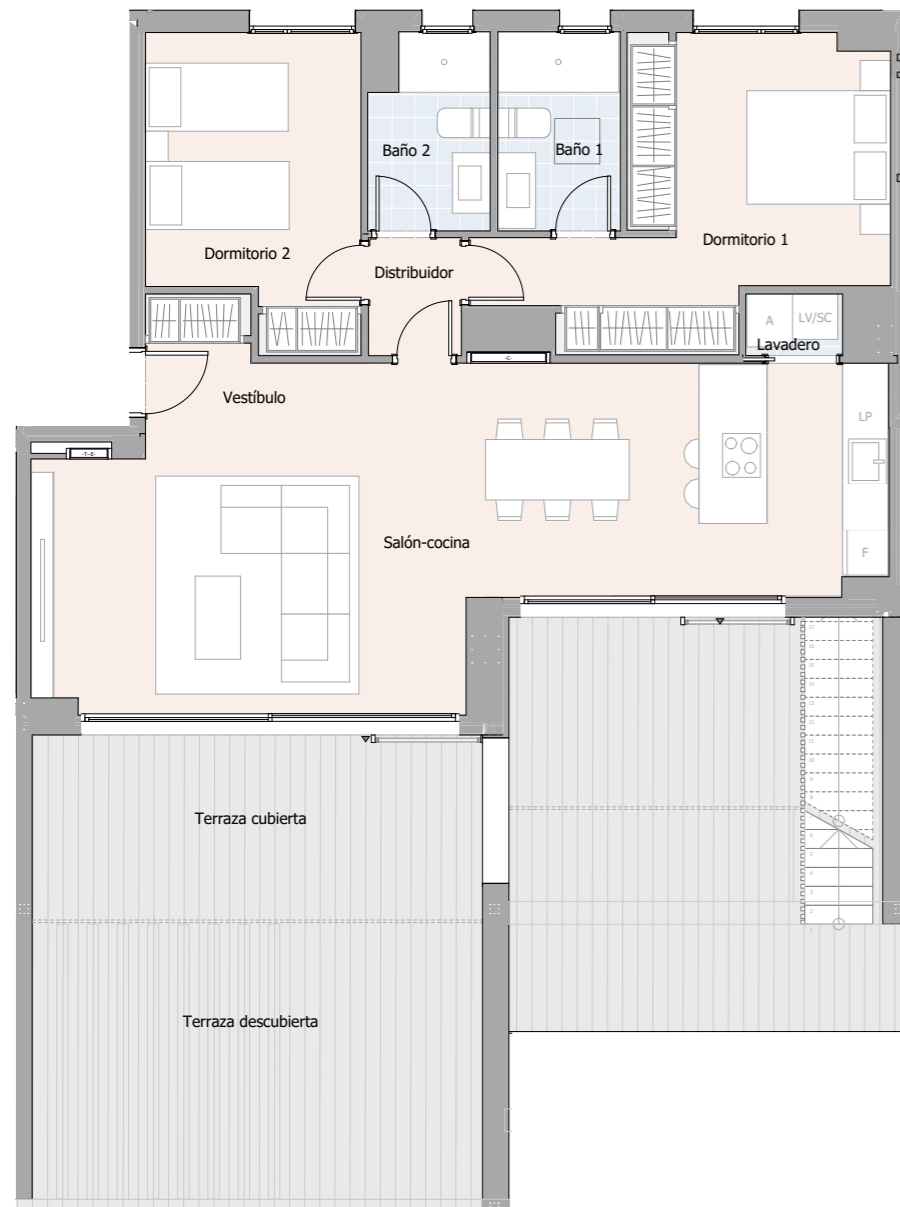 Baño 2
Baño 1
Dormitorio 2
Dormitorio 1
Distribuidor
A
LV/SC
Lavadero
-C-
Vestíbulo
LP
-T-E-
Salón-cocina
F
Terraza cubierta
Terraza descubierta